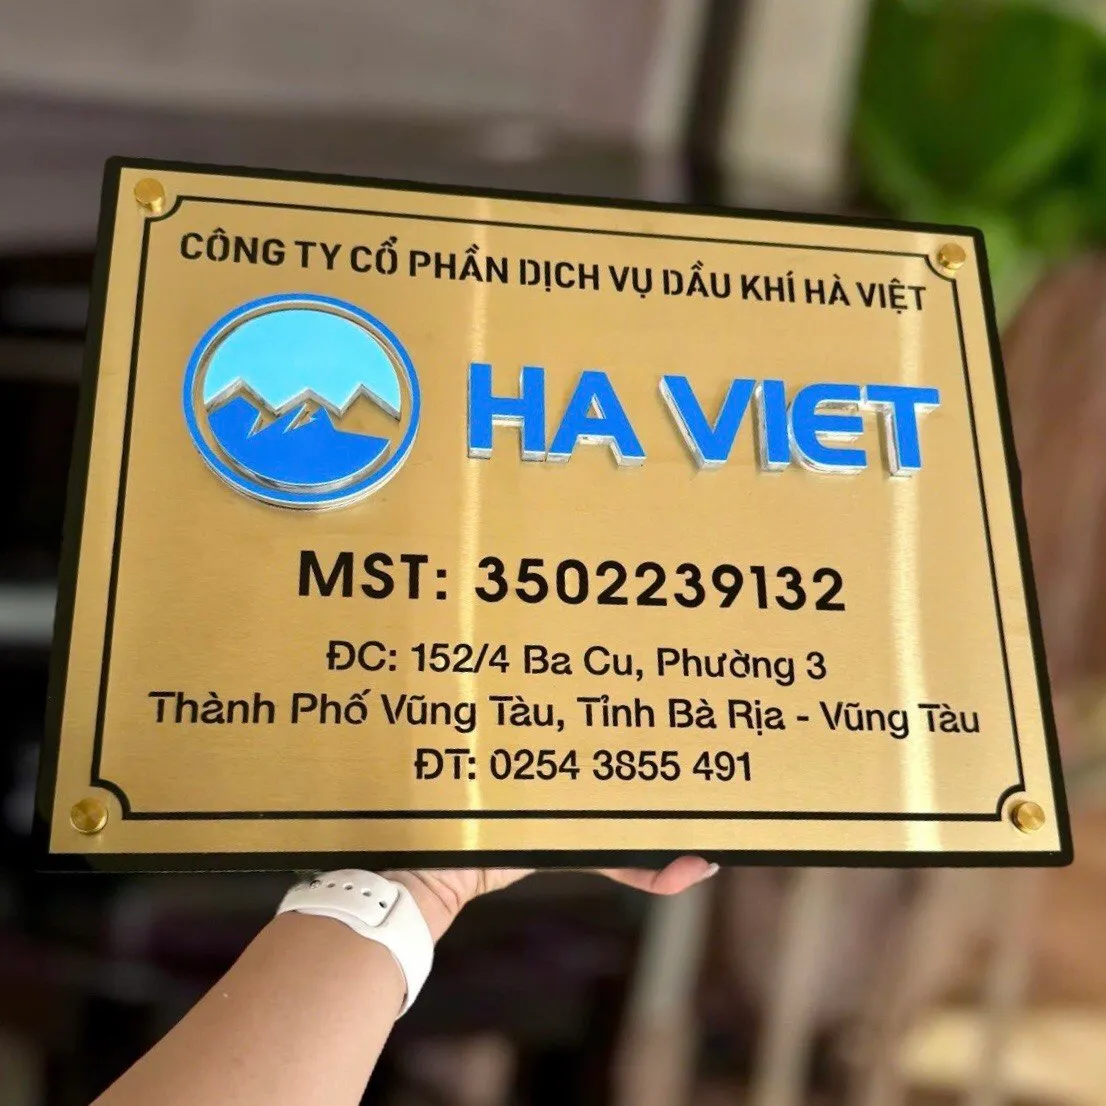 CÔNG TY CỔ PHẦN DỊCH VỤ DẦU KHÍ HÀ VIỆT
HA VIET
MST: 3502239132
ĐC: 152/4 Ba Cu, Phường 3
Thành Phố Vũng Tàu, Tỉnh Bà Rịa - Vũng Tàu
ĐT: 0254 3855 491